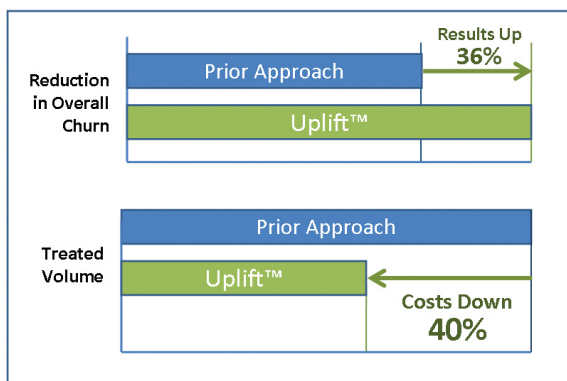 Results Up
36%
Reduction
in Overall
Churn
Prior Approach
Uplift™
Prior Approach
Treated
Volume
Uplift™
Costs Down
40%